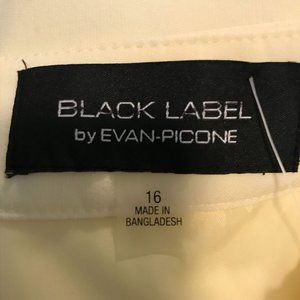 BLACK LABEL
by EVAN-PICONE
16
MADE IN
BANGLADESH